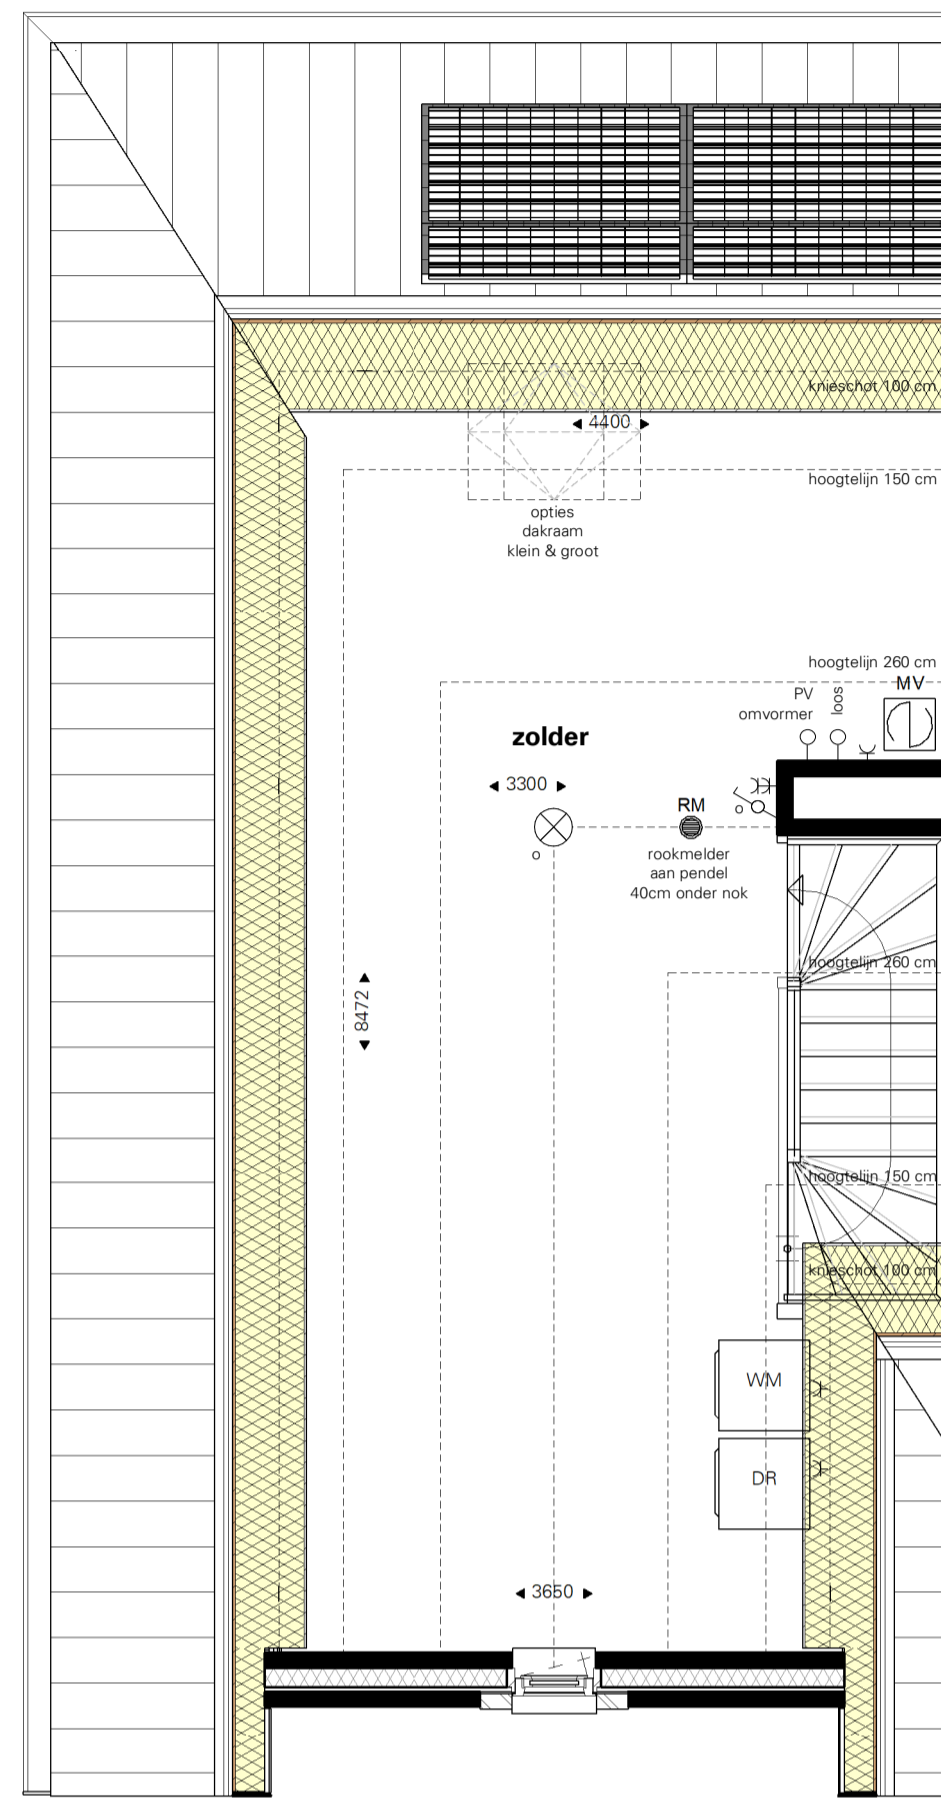 knieschot 100 cm
4400
hoogtelijn 150 cm
opties
dakraam
klein & groot
hoogtelijn 260 cm
MV
PV
omvormer
loos
zolder
3300
RM
o
o
rookmelder
aan pendel
40cm onder nok
hoogtelijn 260 cm
8472
hoogtelijn 150 cm
knieschot 100 cm
WM
DR
3650